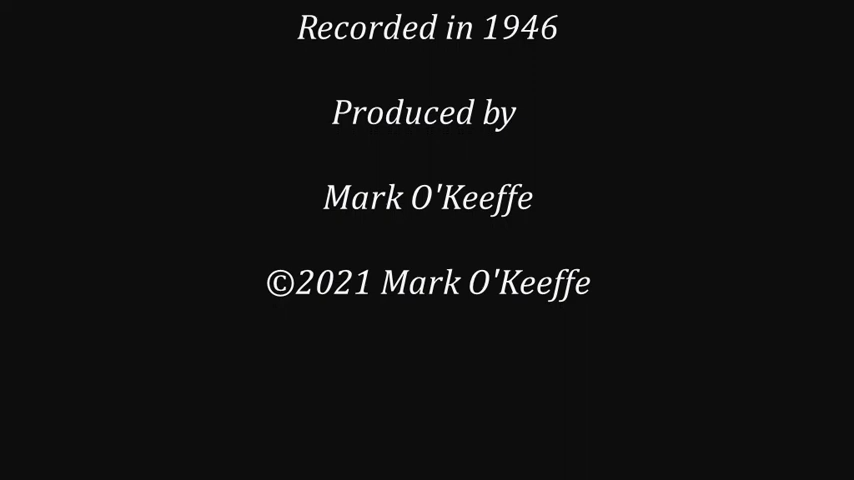 Recorded in 1946
Produced by
Mark O'Keeffe
©2021 Mark O'Keeffe